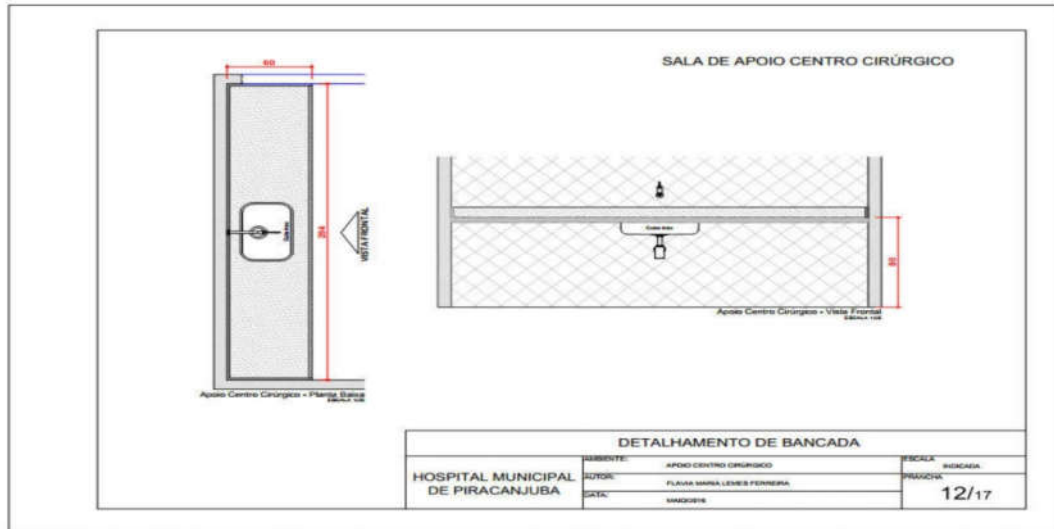 SALA DE APOIO CENTRO CIRÚRGICO
60
VISTA FRONTAL
Cuba Inox
Apoio Centro Cirúrgico - Planta Baixa
Apoio Centro Cirúrgico - Vista Frontal
DETALHAMENTO DE BANCADA
HOSPITAL MUNICIPAL
DE PIRACANJUBA
AMBIENTE:
APOIO CENTRO CIRÚRGICO
AUTOR:
FLAVIA MARIA LEMES FERREIRA
DATA:
ESCALA
INDICADA
PRANCHA
12/17